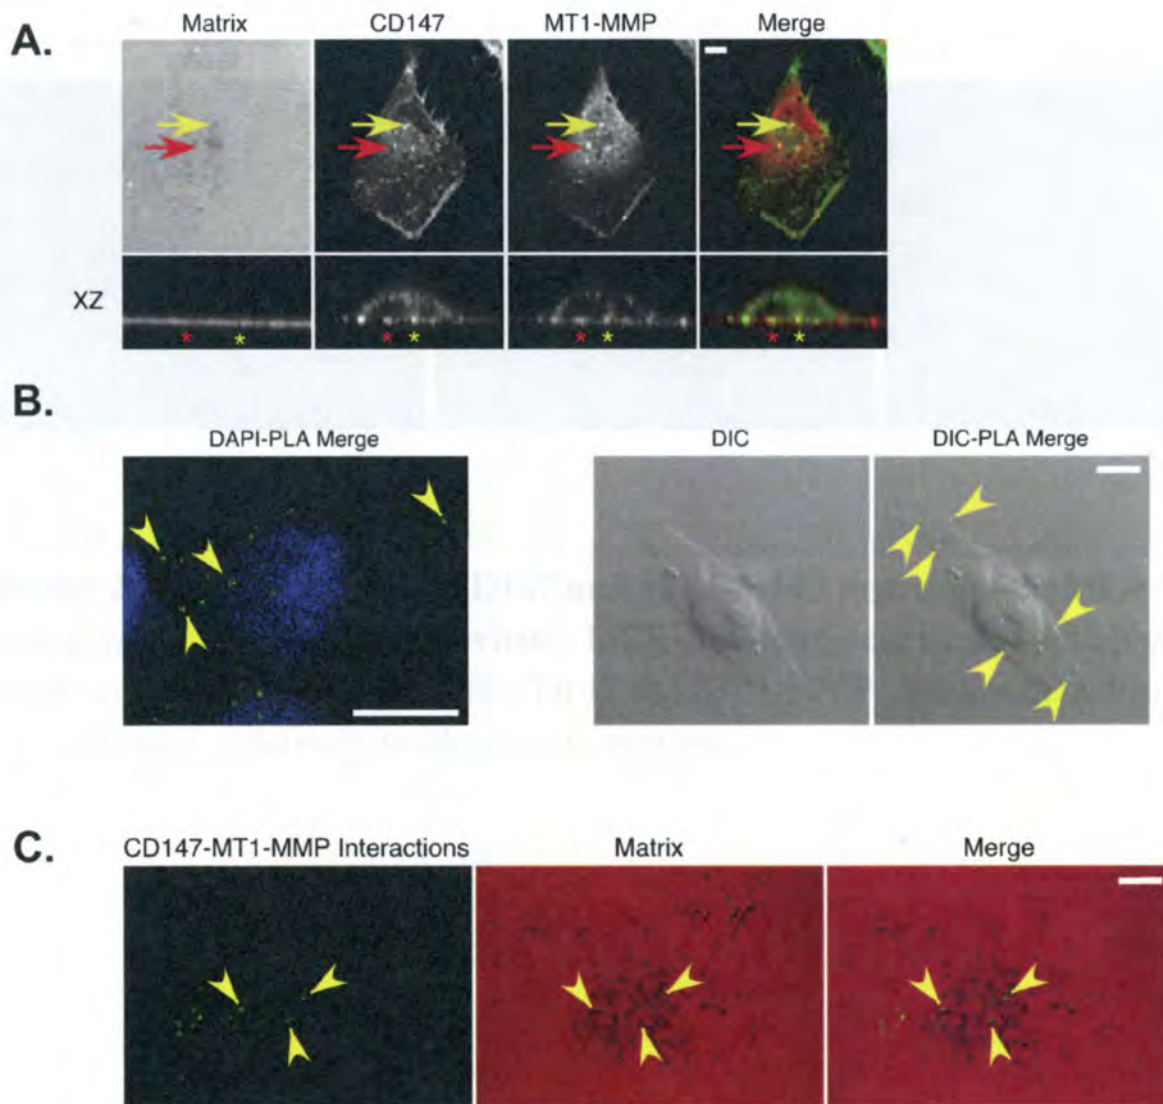 A.
Matrix CD147 MT1-MMP Merge
XZ
* * * * * * * *
B.
DAPI-PLA Merge DIC DIC-PLA Merge
C.
CD147-MT1-MMP Interactions Matrix Merge